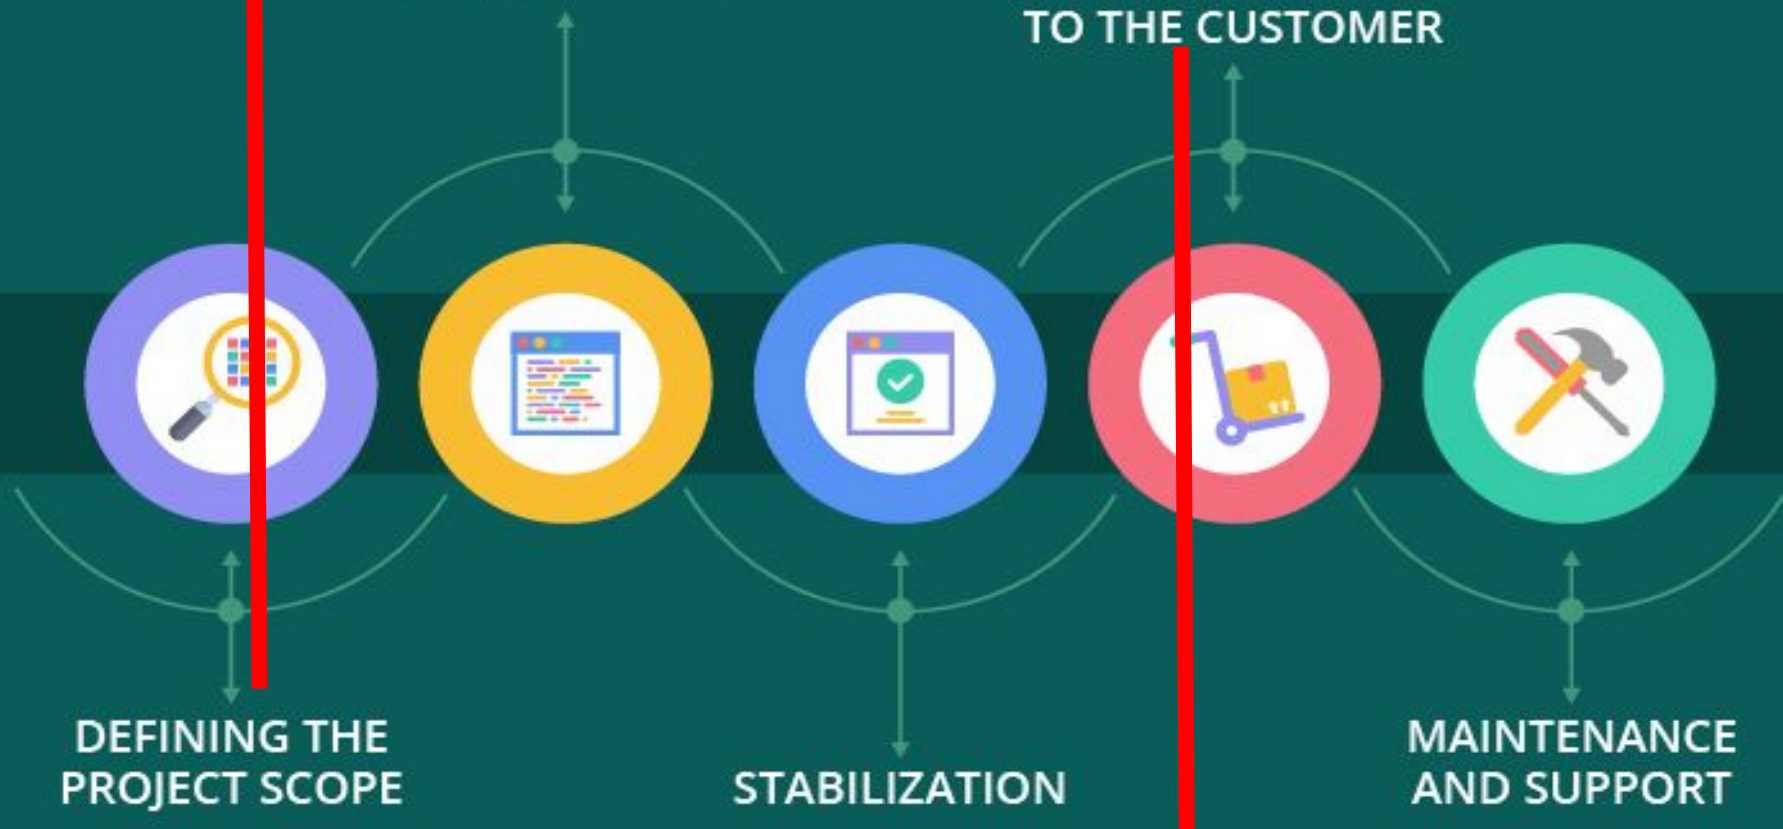 TO THE CUSTOMER
DEFINING THE
PROJECT SCOPE
STABILIZATION
MAINTENANCE
AND SUPPORT